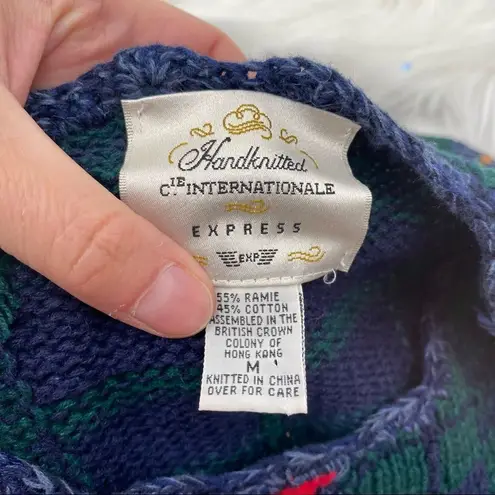 Handknitted
CIE INTERNATIONALE
EXPRESS
EXP
55% RAMIE
45% COTTON
ASSEMBLED IN THE
BRITISH CROWN
COLONY OF
HONG KONG
M
KNITTED IN CHINA
OVER FOR CARE